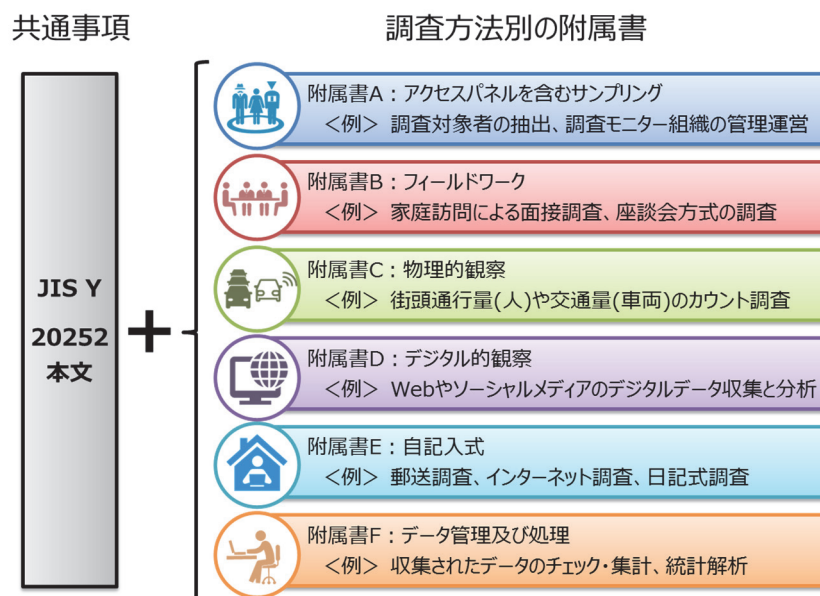 共通事項
調査方法別の附属書
JIS Y
20252
本文
+
附属書A：アクセスパネルを含むサンプリング
＜例＞ 調査対象者の抽出、調査モニター組織の管理運営
附属書B：フィールドワーク
＜例＞ 家庭訪問による面接調査、座談会方式の調査
附属書C：物理的観察
＜例＞ 街頭通行量(人)や交通量(車両)のカウント調査
附属書D：デジタル的観察
＜例＞ Webやソーシャルメディアのデジタルデータ収集と分析
附属書E：自記入式
＜例＞ 郵送調査、インターネット調査、日記式調査
附属書F：データ管理及び処理
＜例＞ 収集されたデータのチェック・集計、統計解析